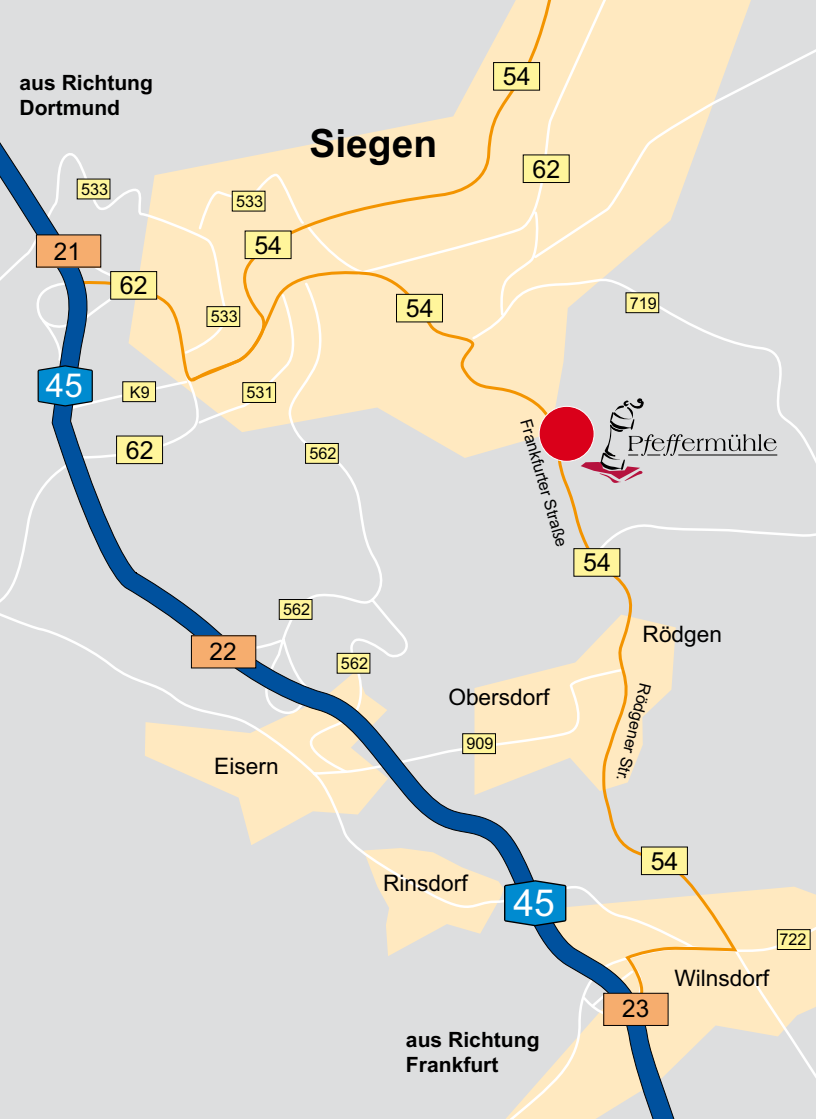 aus Richtung
Dortmund
54
Siegen
62
533
533
54
21
62
719
54
533
45
K9
531
Pfeffermühle
62
562
Frankfurter Straße
54
562
Rödgen
22
562
Obersdorf
Rödgener Str.
909
Eisern
54
Rinsdorf
45
722
Wilnsdorf
23
aus Richtung
Frankfurt